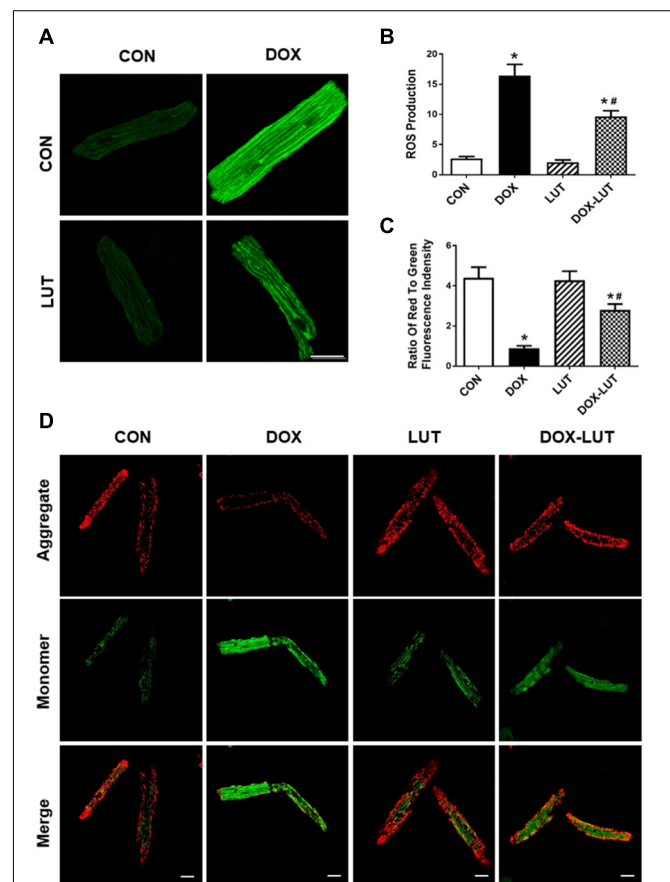 A
CON DOX
CON
LUT
B
ROS Production
20
15
10
5
0
*
* #
CON DOX LUT DOX-LUT
C
Ratio Of Red To Green
Fluorescence Indensity
6
4
2
0
*
* #
CON DOX LUT DOX-LUT
D
CON DOX LUT DOX-LUT
Aggregate
Monomer
Merge